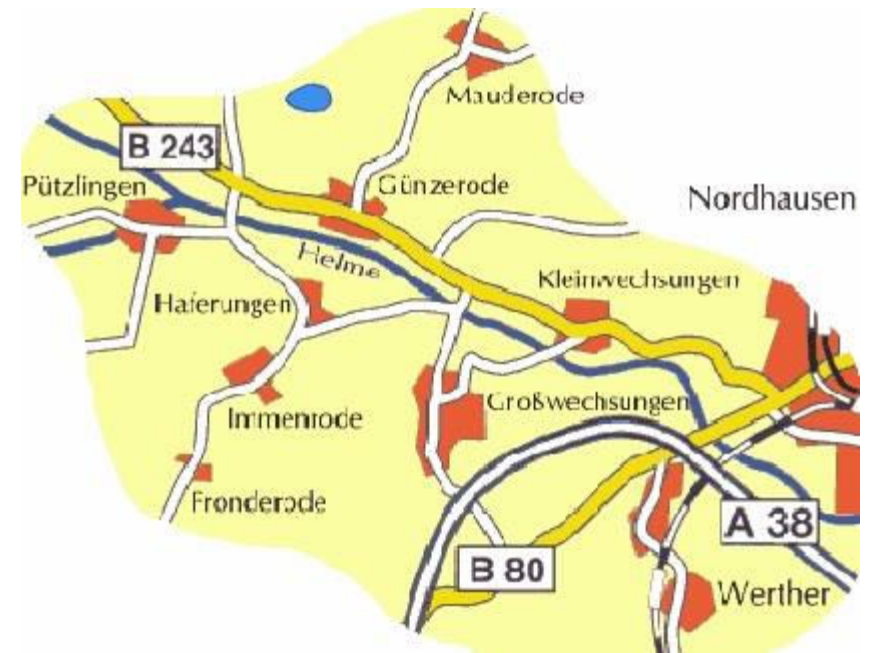 Mauderode
B 243
Pützlingen
Günzerode
Nordhausen
Helme
Kleinwechsungen
Haferungen
Großwechsungen
Immenrode
Fronderode
A 38
B 80
Werther